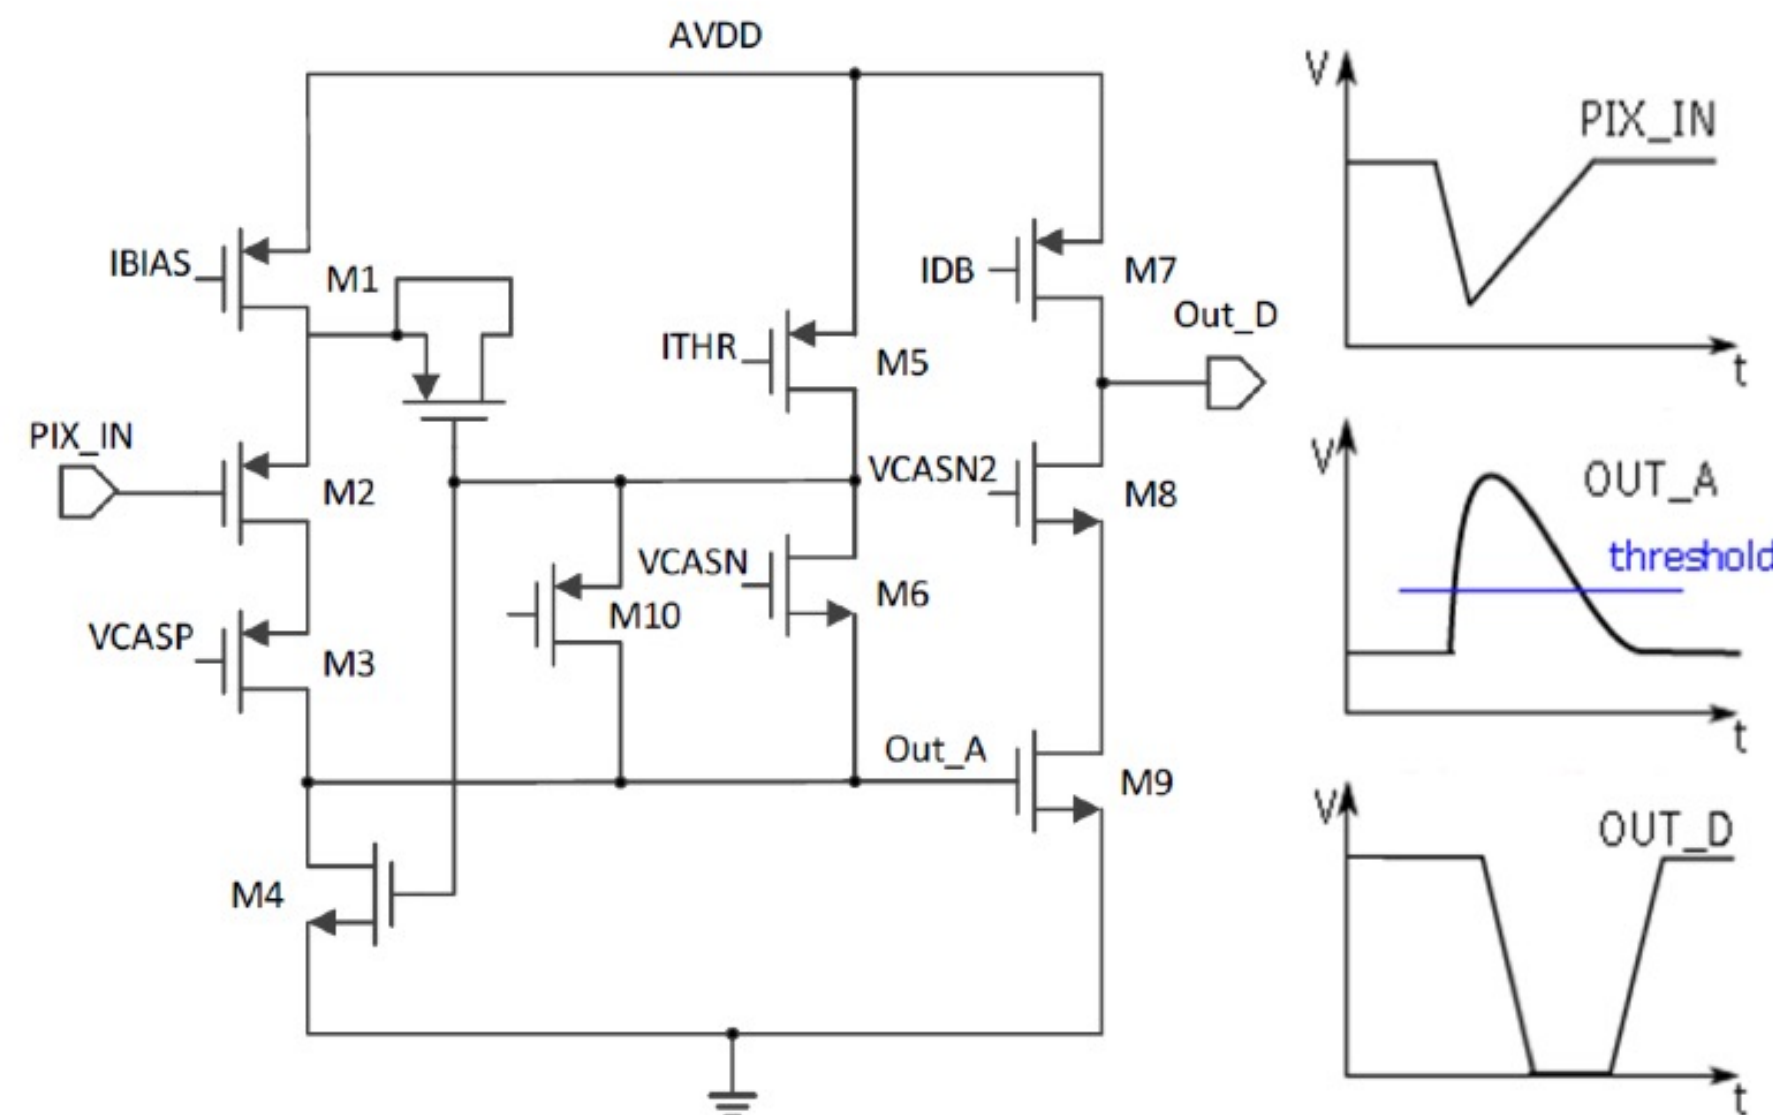 AVDD
V
PIX_IN
IBIAS
M1
IDB
M7
Out_D
ITHR
M5
t
PIX_IN
M2
VCASN2
M8
V
OUT_A
threshold
VCASN
M10
M6
VCASP
M3
Out_A
M9
t
M4
V
OUT_D
t